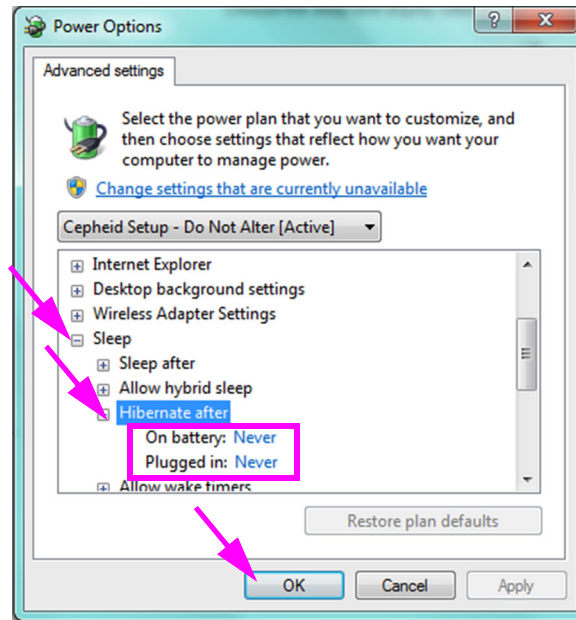 Power Options
Advanced settings
Select the power plan that you want to customize, and
then choose settings that reflect how you want your
computer to manage power.
Change settings that are currently unavailable
Cepheid Setup - Do Not Alter [Active]
Internet Explorer
Desktop background settings
Wireless Adapter Settings
Sleep
Sleep after
Allow hybrid sleep
Hibernate after
On battery: Never
Plugged in: Never
Allow wake timers
Restore plan defaults
OK Cancel Apply